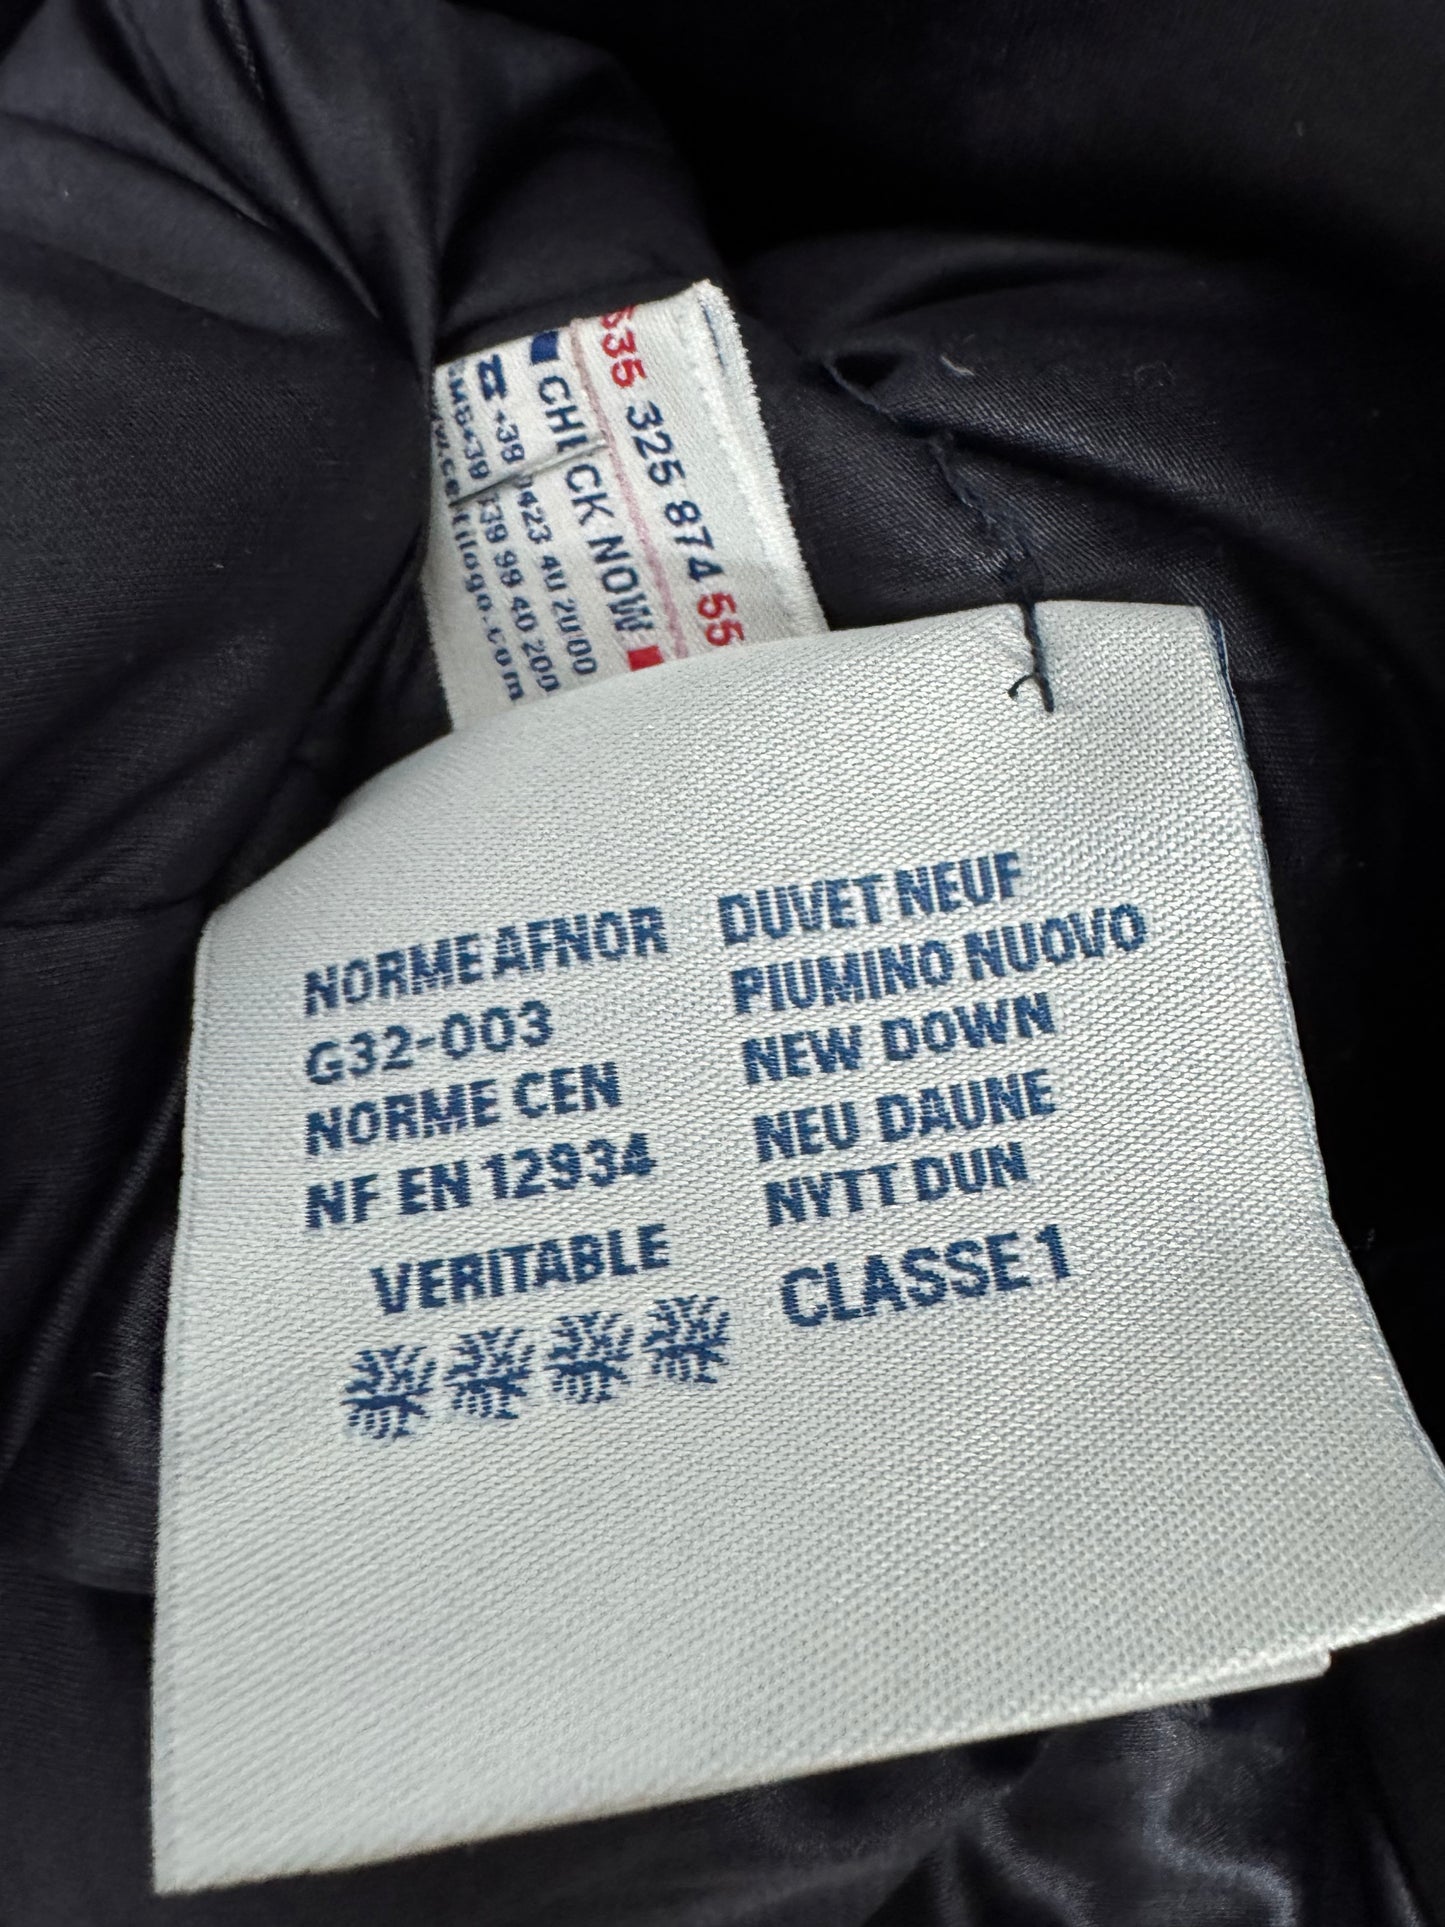 635 325 874 55
CHECK NOW
NORME AFNOR
G32-003
NORME CEN
NF EN 12934
VERITABLE
DUVET NEUF
PIUMINO NUOVO
NEW DOWN
NEU DAUNE
NYTT DUN
CLASSE 1